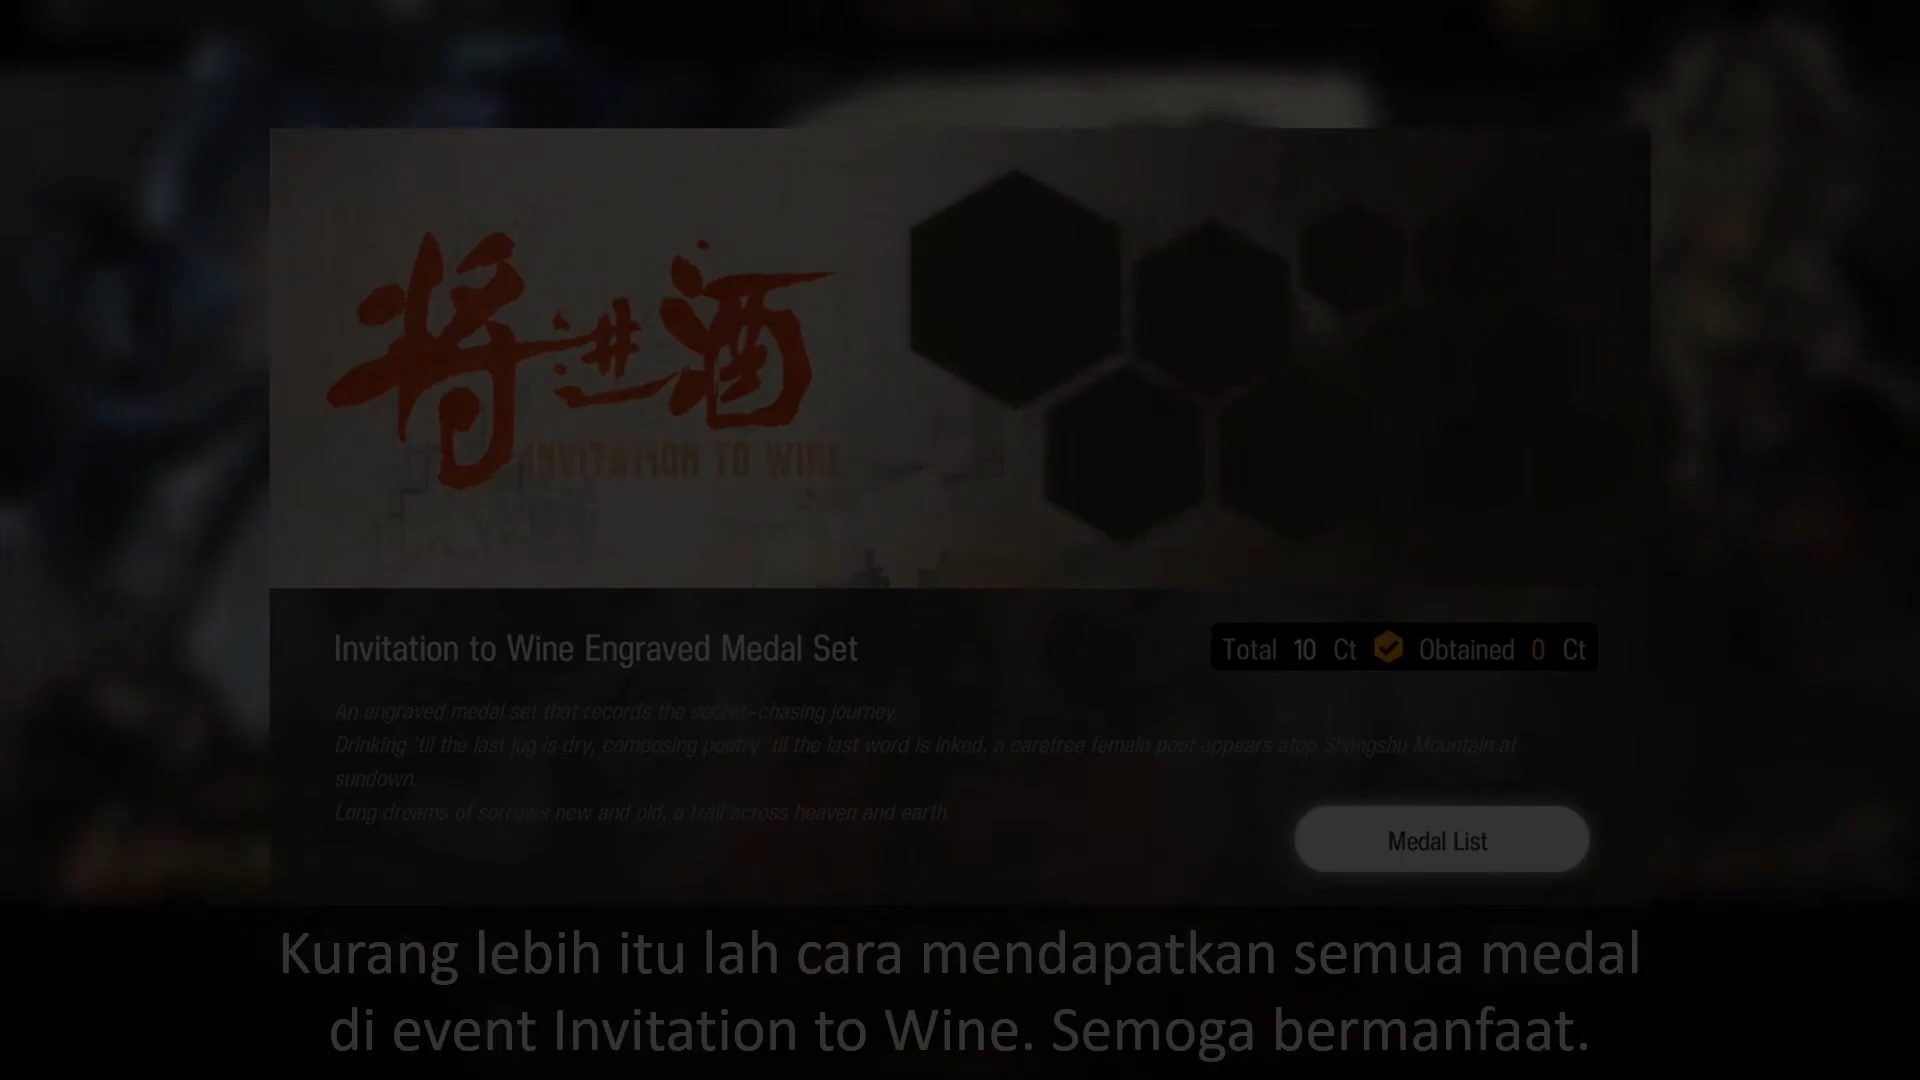 将进酒
INVITATION TO WINE
Invitation to Wine Engraved Medal Set
Total 10 Ct Obtained 0 Ct
An engraved medal set that records the secret-chasing journey.
Drinking 'til the last jug is dry, composing poetry 'til the last word is inked, a carefree female poet appears atop Shangshu Mountain at
sundown.
Long dreams of sorrows new and old, a trail across heaven and earth.
Medal List
Kurang lebih itu lah cara mendapatkan semua medal
di event Invitation to Wine. Semoga bermanfaat.